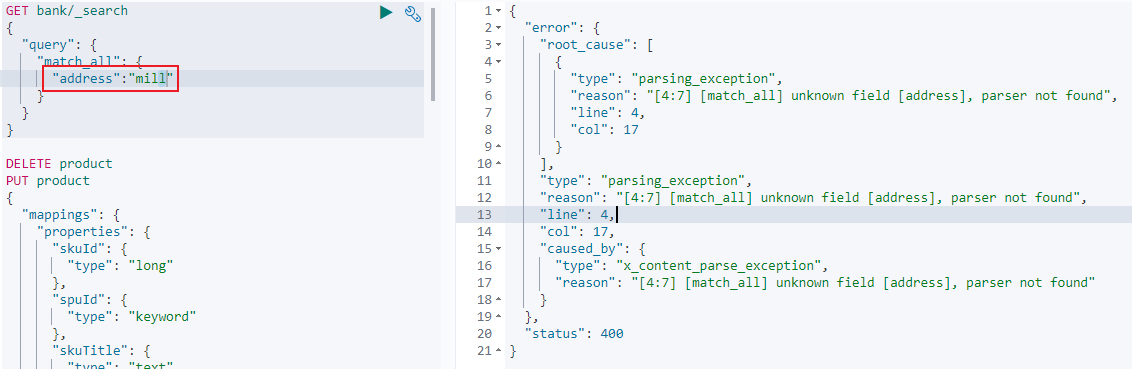 GET bank/_search
{
  "query": {
    "match_all": {
      "address":"mill"
    }
  }
}
DELETE product
PUT product
{
  "mappings": {
    "properties": {
      "skuId": {
        "type": "long"
      },
      "spuId": {
        "type": "keyword"
      },
      "skuTitle": {
        "type": "text"
1 {
2   "error": {
3     "root_cause": [
4       {
5         "type": "parsing_exception",
6         "reason": "[4:7] [match_all] unknown field [address], parser not found",
7         "line": 4,
8         "col": 17
9       }
10     ],
11     "type": "parsing_exception",
12     "reason": "[4:7] [match_all] unknown field [address], parser not found",
13     "line": 4,
14     "col": 17,
15     "caused_by": {
16       "type": "x_content_parse_exception",
17       "reason": "[4:7] [match_all] unknown field [address], parser not found"
18     }
19   },
20   "status": 400
21 }